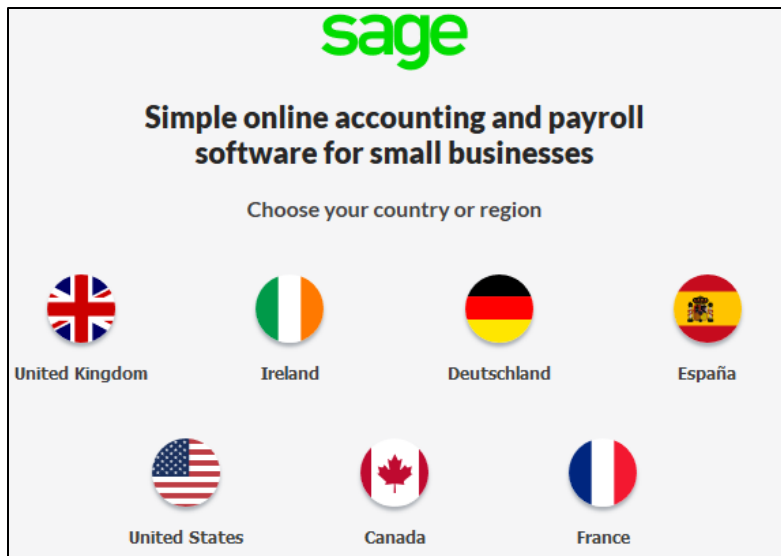 sage
Simple online accounting and payroll
software for small businesses
Choose your country or region
United Kingdom
Ireland
Deutschland
España
United States
Canada
France